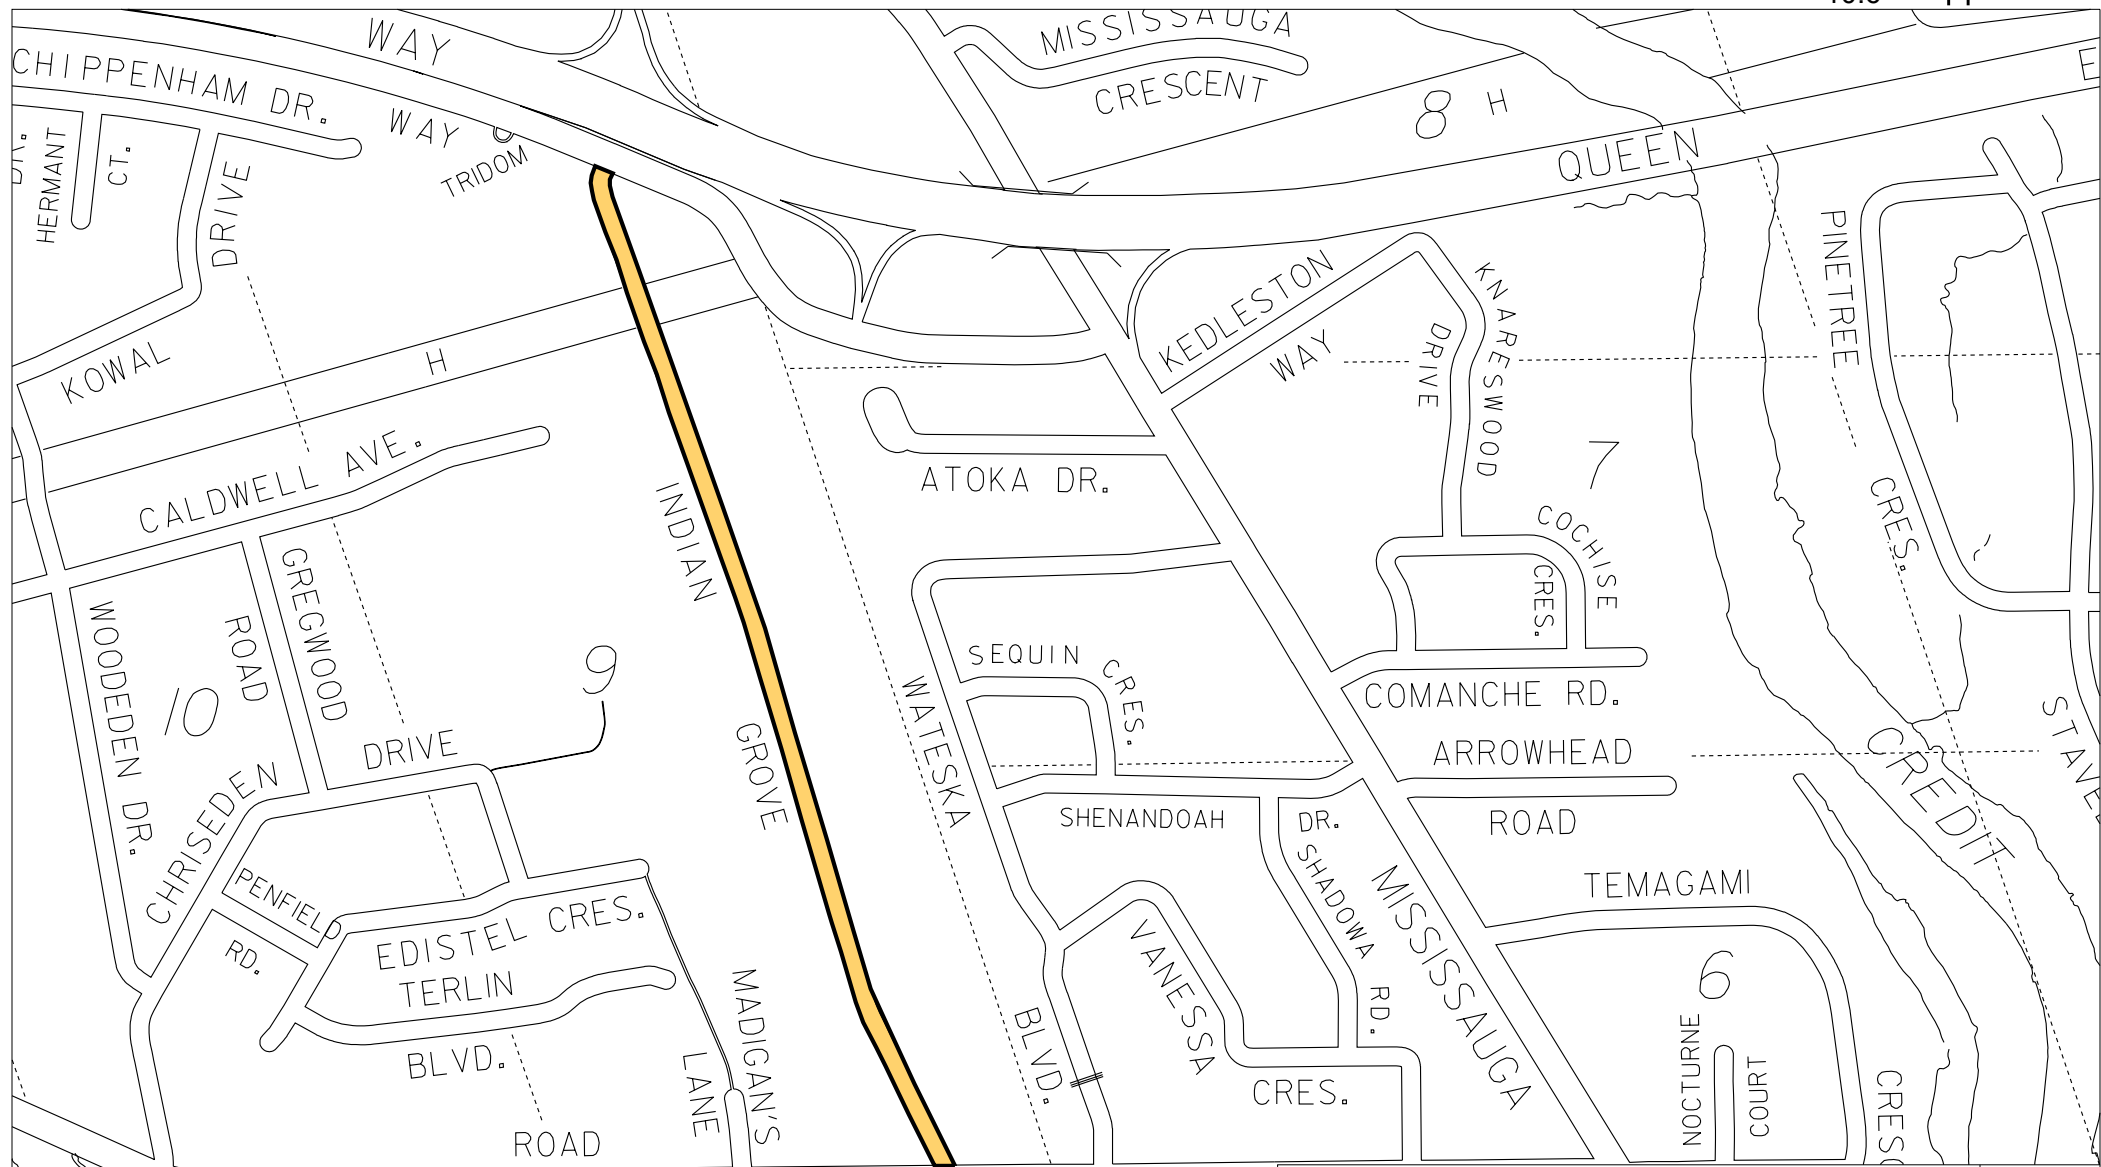 WAY
MISSISSAUGA
CRESCENT
8 H
E
CHIPPENHAM DR.
WAY
TRIDOM
HERMANT
CT.
DRIVE
QUEEN
KEDLESTON
WAY
KNARESWOOD
DRIVE
PINETREE
CRES.
KOWAL
H
CALDWELL AVE.
ATOKA DR.
7
COCHISE
CRES.
INDIAN
GROVE
GREGWOOD
ROAD
WOODEDEN DR.
10
9
SEQUIN
CRES.
WATESKA
BLVD.
COMANCHE RD.
ARROWHEAD
ROAD
CREDIT
CHRISEDEN
DRIVE
SHENANDOAH
DR.
SHADOWA
RD.
MISSISSAUGA
TEMAGAMI
PENFIELD
RD.
EDISTEL CRES.
TERLIN
BLVD.
VANESSA
CRES.
6
NOCTURNE
COURT
MADIGAN'S
LANE
ROAD